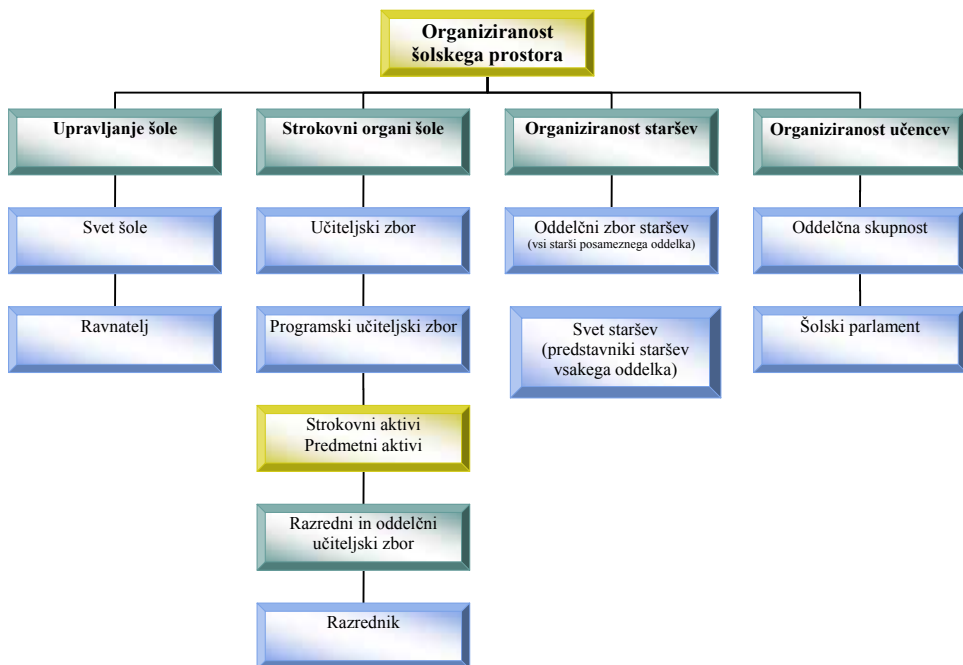 Organiziranost
šolskega prostora
Upravljanje šole
Strokovni organi šole
Organiziranost staršev
Organiziranost učencev
Svet šole
Učiteljski zbor
Oddelčni zbor staršev
(vsi starši posameznega oddelka)
Oddelčna skupnost
Ravnatelj
Programski učiteljski zbor
Svet staršev
(predstavniki staršev
vsakega oddelka)
Šolski parlament
Strokovni aktivi
Predmetni aktivi
Razredni in oddelčni
učiteljski zbor
Razrednik